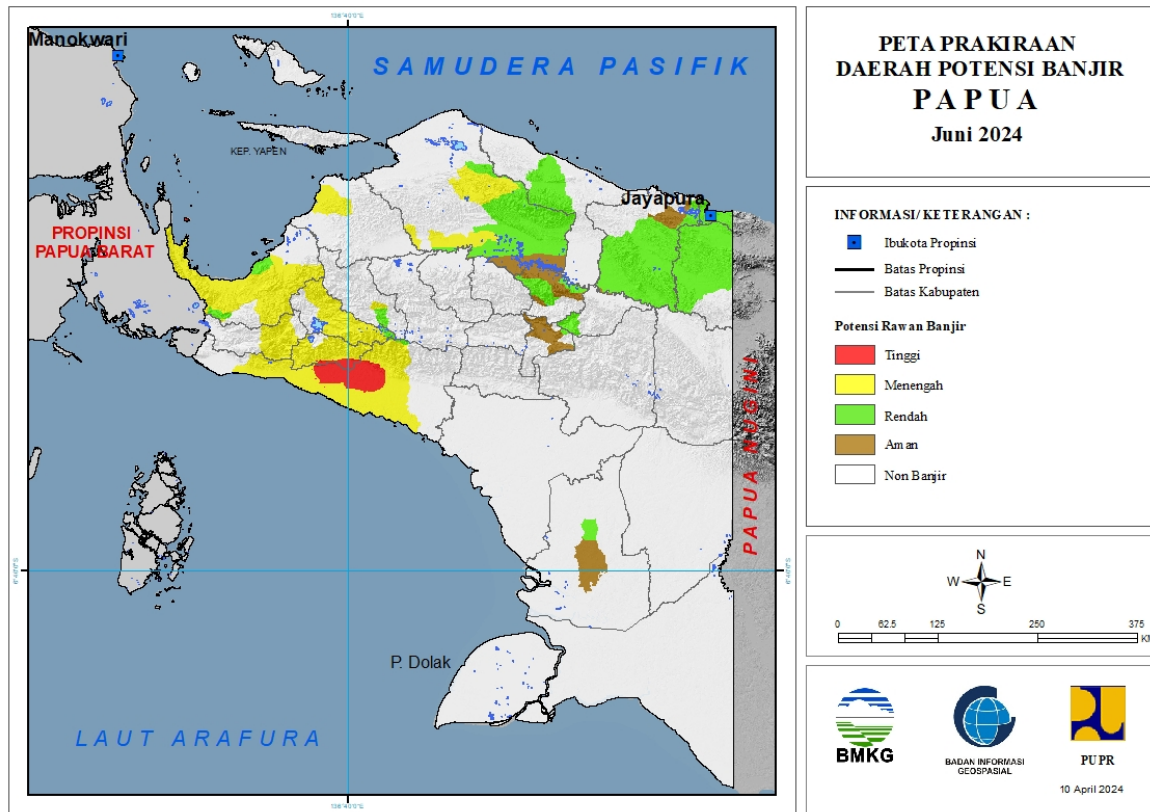 PETA PRAKIRAAN
DAERAH POTENSI BANJIR
PAPUA
Juni 2024
Manokwari
SAMUDERA PASIFIK
KEP. YAPEN
Jayapura
PROPINSI
PAPUA BARAT
PAPUA NUGINI
P. Dolak
LAUT ARAFURA
INFORMASI/ KETERANGAN :
Ibukota Propinsi
Batas Propinsi
Batas Kabupaten
Potensi Rawan Banjir
Tinggi
Menengah
Rendah
Aman
Non Banjir
N
W E
S
0 62.5 125 250 375
BMKG
BADAN INFORMASI
GEOSPASIAL
PUPR
10 April 2024